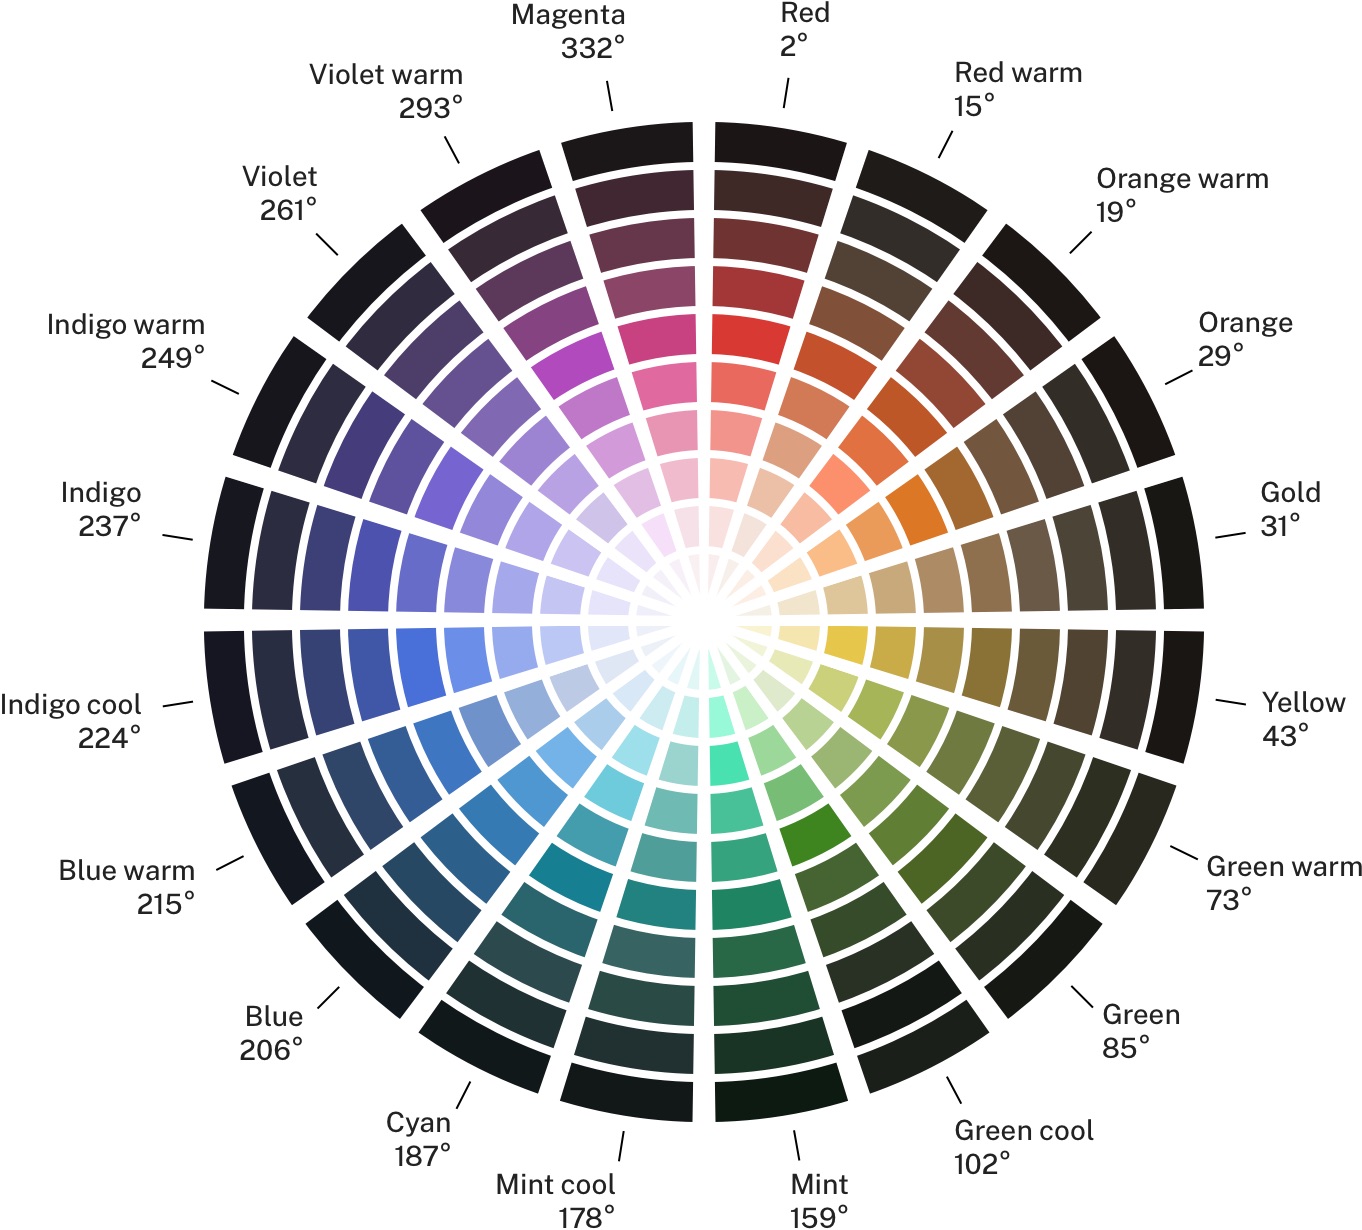 Magenta
332°
Red
2°
Red warm
15°
Orange warm
19°
Orange
29°
Gold
31°
Yellow
43°
Green warm
73°
Green
85°
Green cool
102°
Mint
159°
Mint cool
178°
Cyan
187°
Blue
206°
Blue warm
215°
Indigo cool
224°
Indigo
237°
Indigo warm
249°
Violet
261°
Violet warm
293°